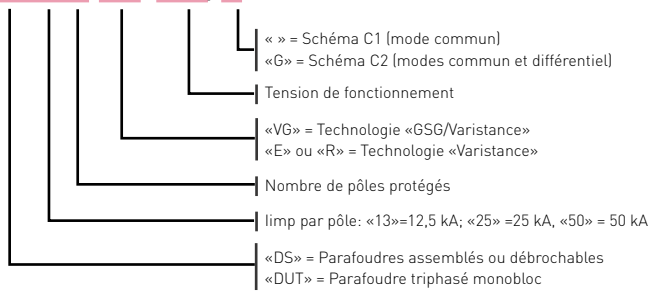 « » = Schéma C1 (mode commun)
«G» = Schéma C2 (modes commun et différentiel)
Tension de fonctionnement
«VG» = Technologie «GSG/Varistance»
«E» ou «R» = Technologie «Varistance»
Nombre de pôles protégés
Iimp par pôle: «13»=12,5 kA; «25» =25 kA, «50» = 50 kA
«DS» = Parafoudres assemblés ou débrochables
«DUT» = Parafoudre triphasé monobloc